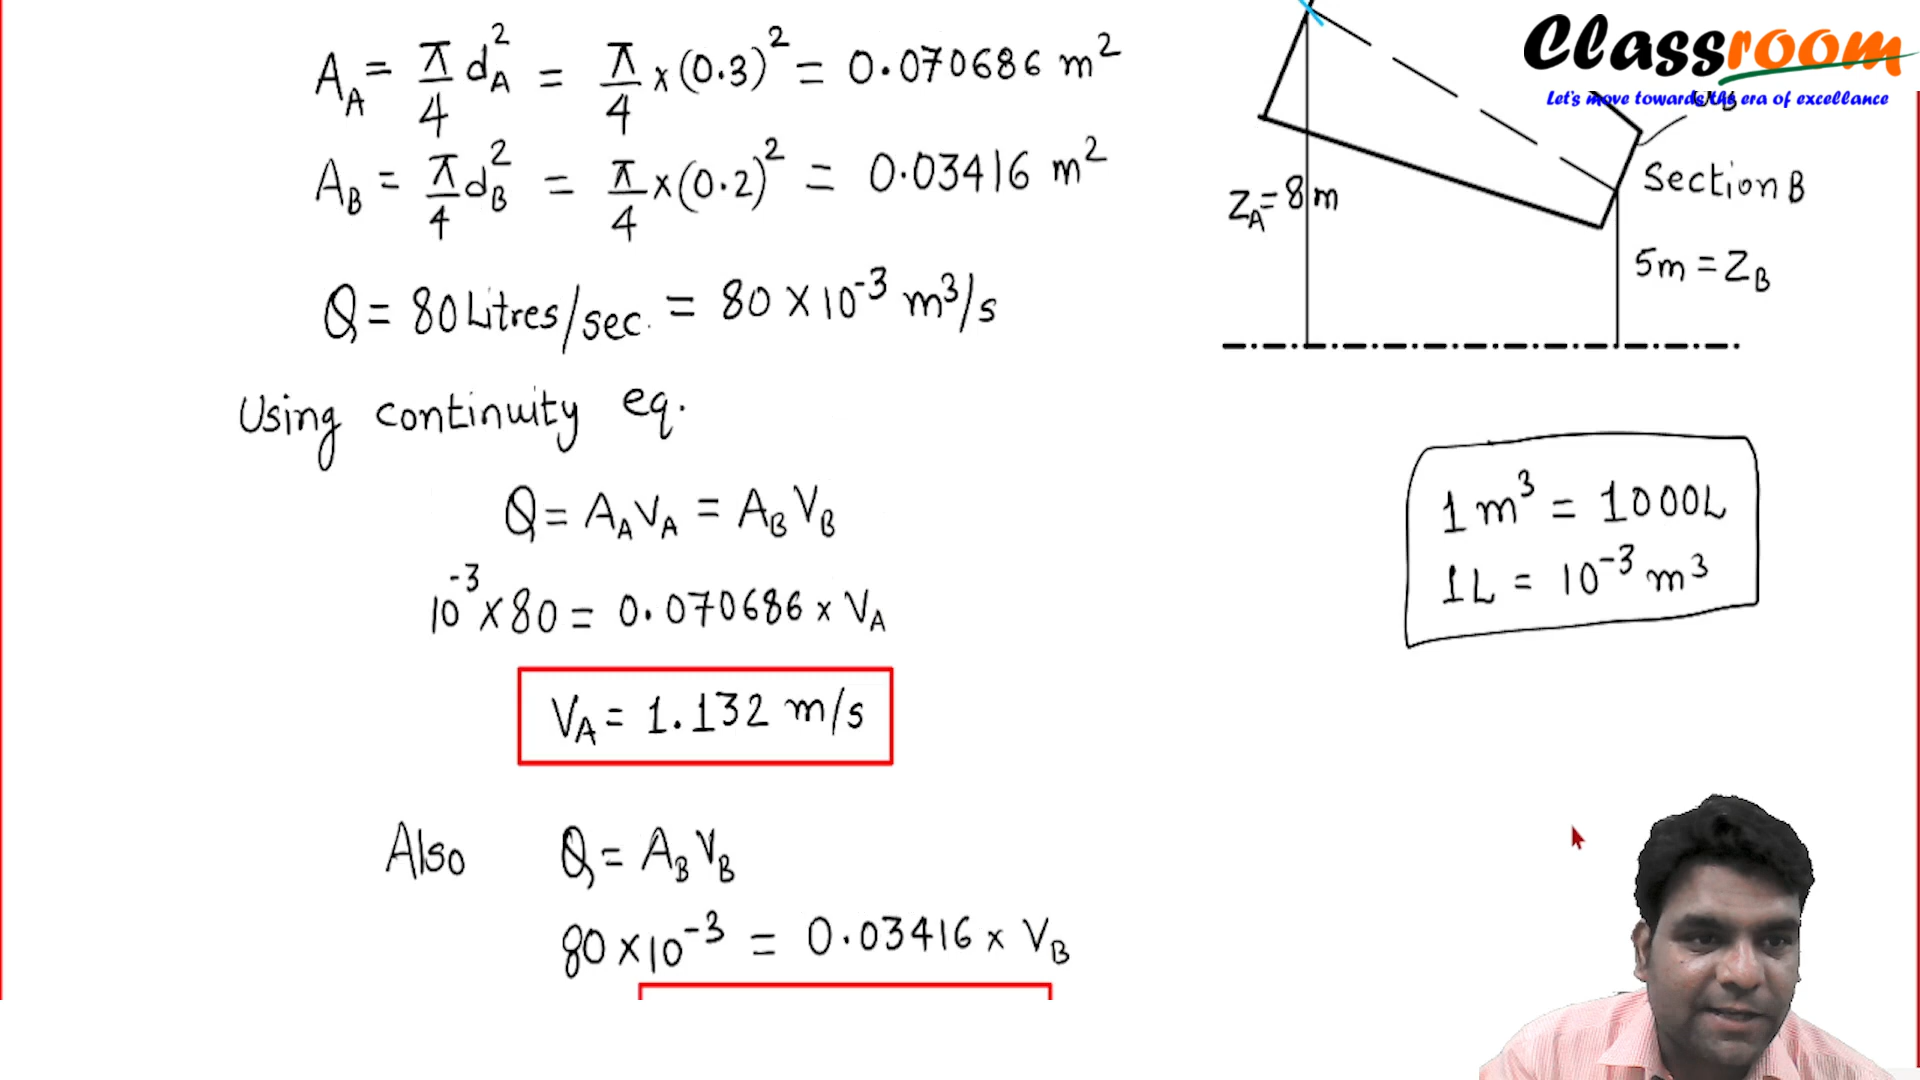 A_A = π/4 d_A² = π/4 × (0.3)² = 0.070686 m²
A_B = π/4 d_B² = π/4 × (0.2)² = 0.03416 m²
Q = 80 Litres/sec. = 80 × 10⁻³ m³/s
Using continuity eq.
Q = A_A V_A = A_B V_B
10⁻³ × 80 = 0.070686 × V_A
V_A = 1.132 m/s
Also Q = A_B V_B
80 × 10⁻³ = 0.03416 × V_B
Classroom
Let's move towards the era of excellance
Section B
Z_A = 8 m
5m = Z_B
1 m³ = 1000L
1 L = 10⁻³ m³